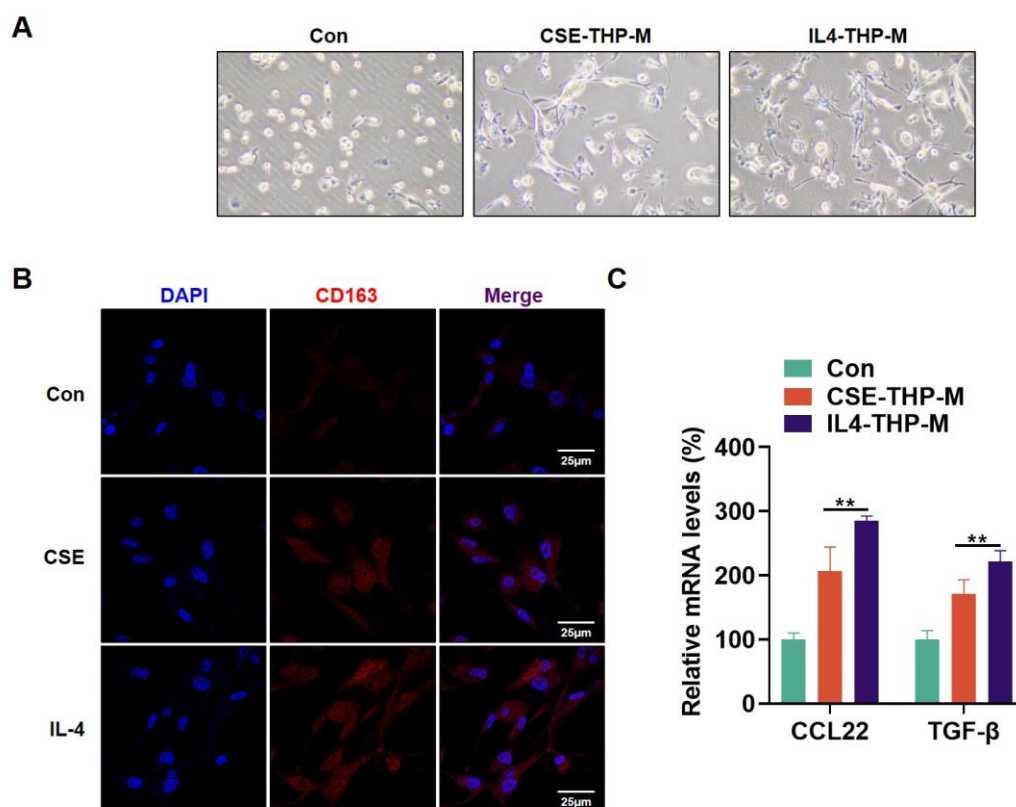 A
Con CSE-THP-M IL4-THP-M
B
DAPI CD163 Merge
Con
25μm
CSE
25μm
IL-4
25μm
C
Con
CSE-THP-M
IL4-THP-M
Relative mRNA levels (%)
400
300
200
100
0
** **
CCL22 TGF-β